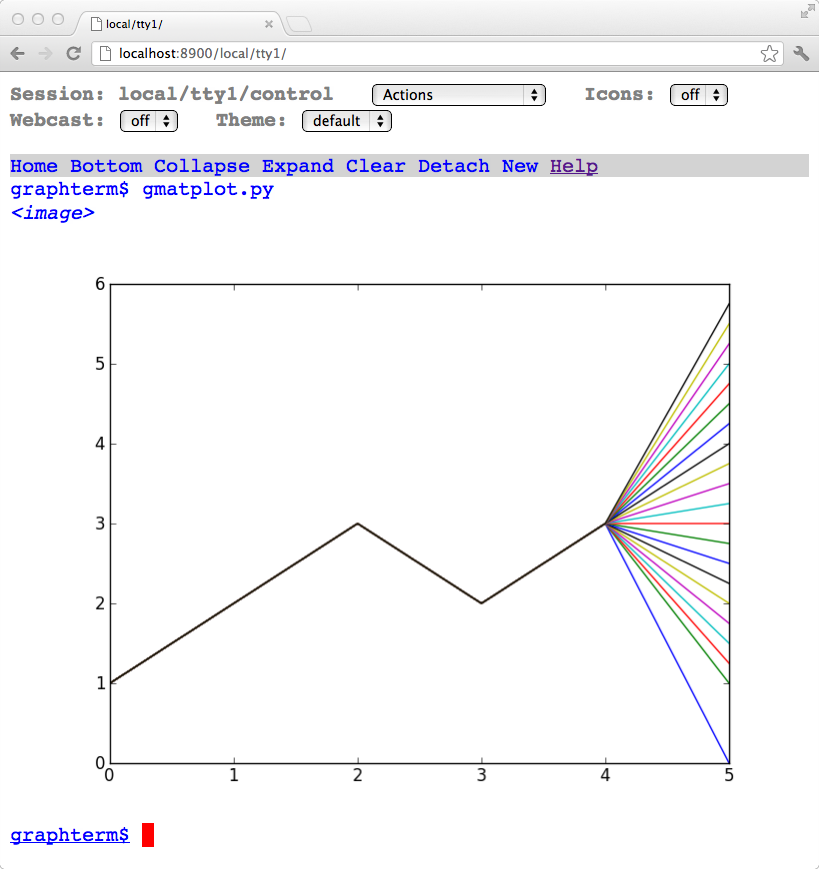 local/tty1/
localhost:8900/local/tty1/
Session: local/tty1/control Actions Icons: off
Webcast: off Theme: default
Home Bottom Collapse Expand Clear Detach New Help
graphterm$ gmatplot.py
<image>
6
5
4
3
2
1
0
0 1 2 3 4 5
graphterm$